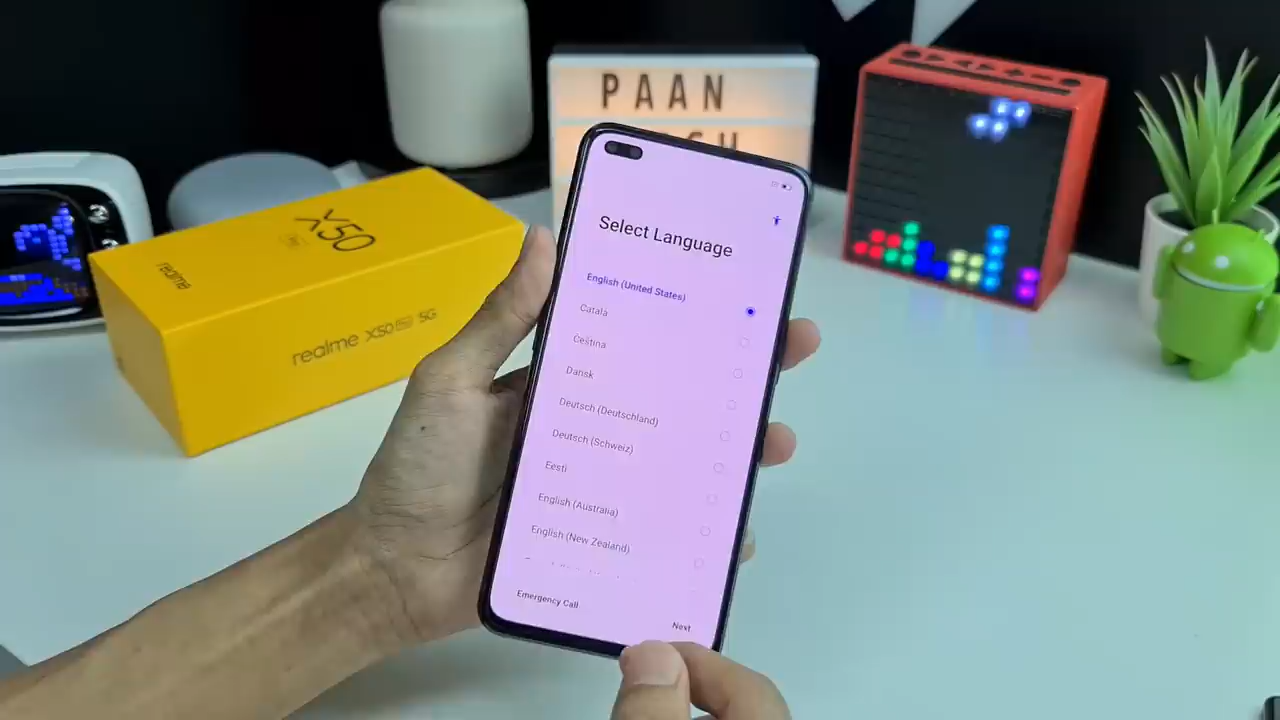 PAAN
X50
realme
realme X50 5G
Select Language
English (United States)
Català
Čeština
Dansk
Deutsch (Deutschland)
Deutsch (Schweiz)
Eesti
English (Australia)
English (New Zealand)
Emergency Call
Next